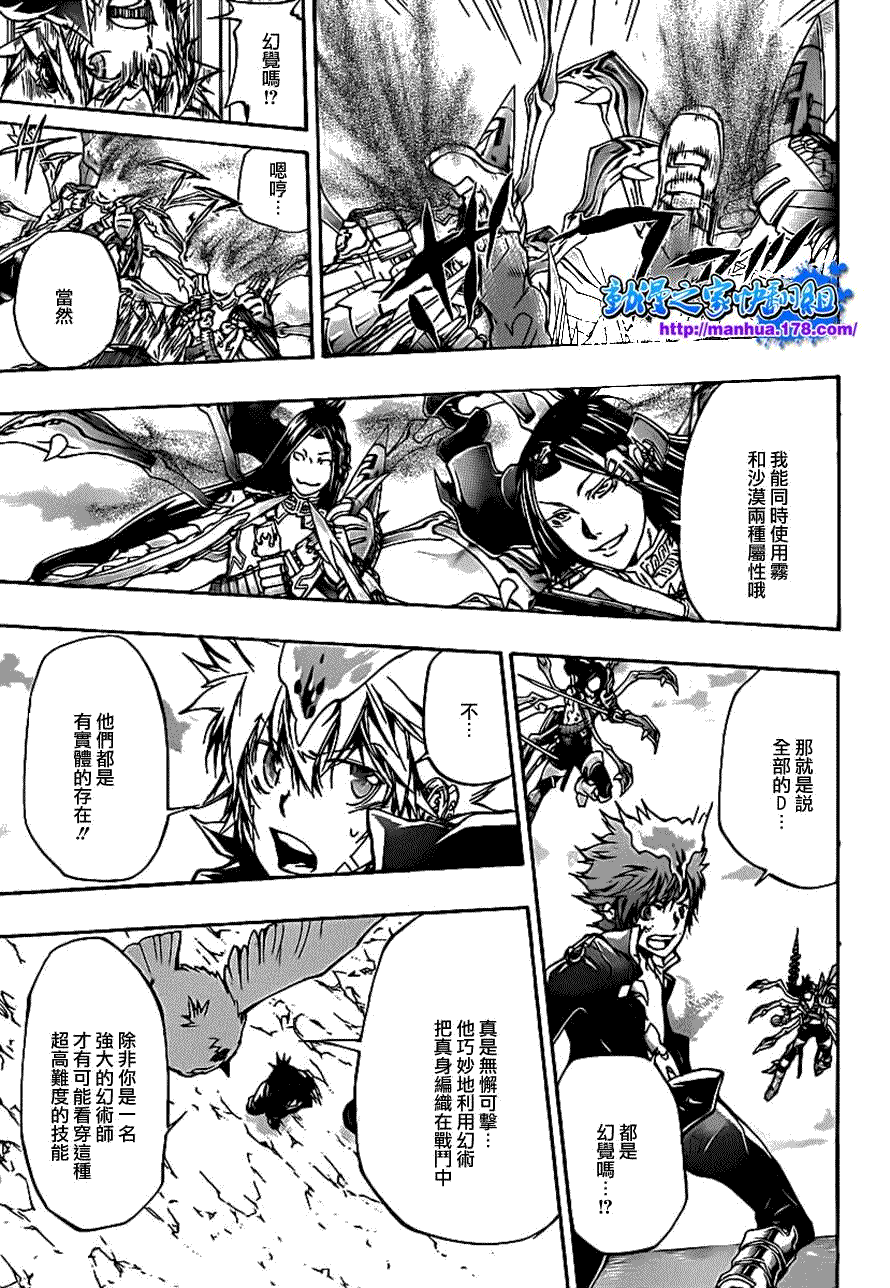 幻覺嗎!?
動漫之家快翻組
http://manhua.178.com/
嗯哼…
當然
我能同時使用霧
和沙漠兩種屬性哦
那就是説
全部的D…
都是
幻覺嗎…!?
不…
他們都是
有實體的存在!!
真是無懈可擊…
他巧妙地利用幻術
把真身編織在戰鬥中
除非你是一名
強大的幻術師
才有可能看穿這種
超高難度的技能